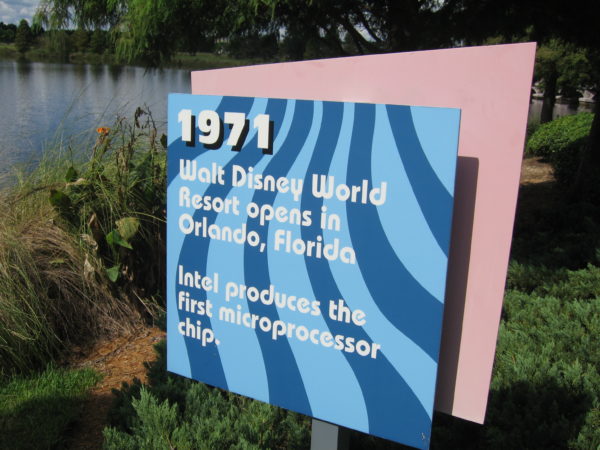 1971
Walt Disney World
Resort opens in
Orlando, Florida
Intel produces the
first microprocessor
chip.